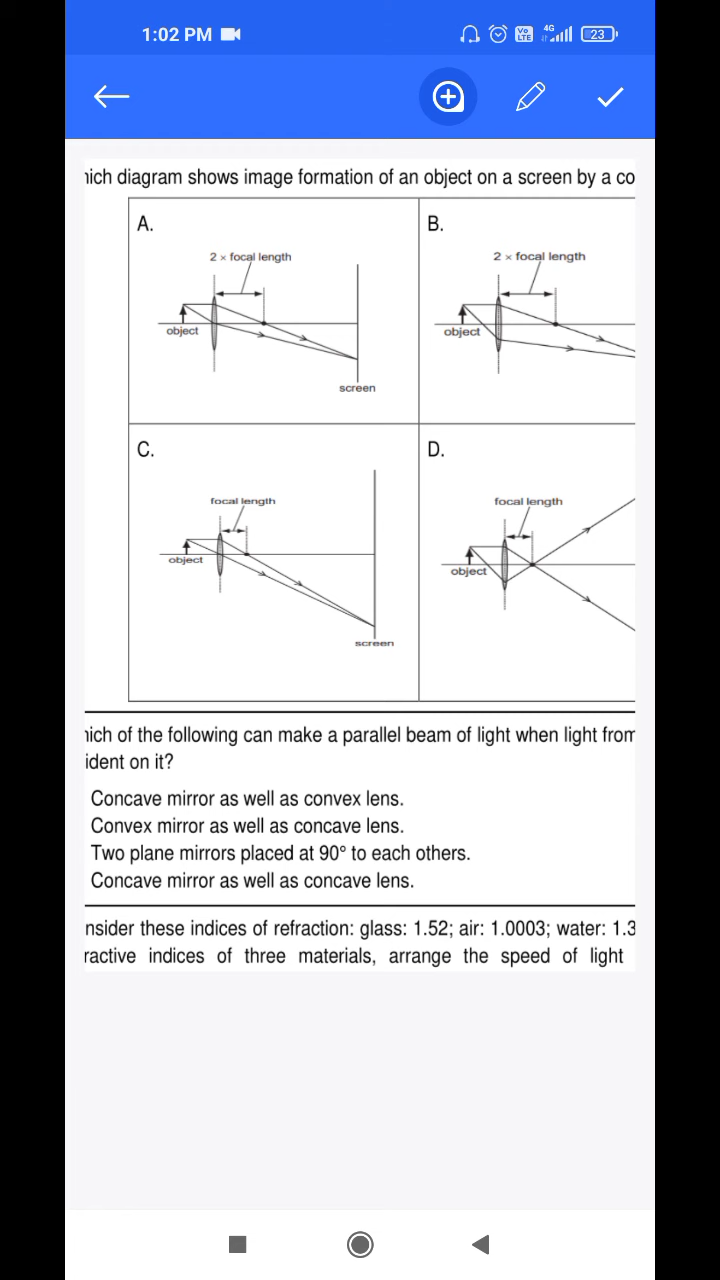 1:02 PM
Vo LTE 4G 23
hich diagram shows image formation of an object on a screen by a co
A.
2 × focal length
object
screen
B.
2 × focal length
object
C.
focal length
object
screen
D.
focal length
object
hich of the following can make a parallel beam of light when light from
ident on it?
Concave mirror as well as convex lens.
Convex mirror as well as concave lens.
Two plane mirrors placed at 90° to each others.
Concave mirror as well as concave lens.
nsider these indices of refraction: glass: 1.52; air: 1.0003; water: 1.3
ractive indices of three materials, arrange the speed of light